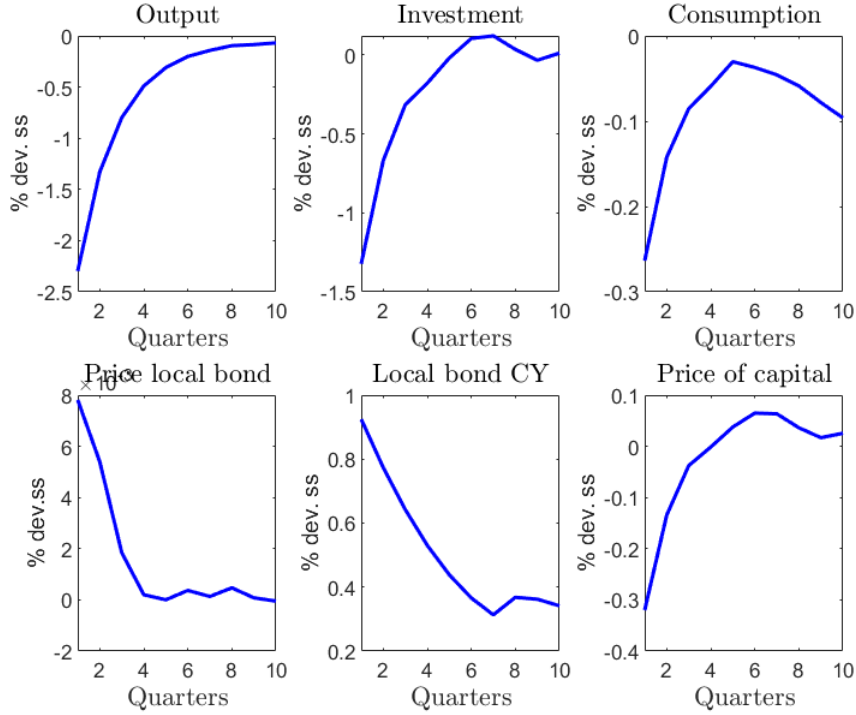 Output
Investment
Consumption
0
-0.5
-1
-1.5
-2
-2.5
% dev. ss
2 4 6 8 10
Quarters
0
-0.5
-1
-1.5
% dev. ss
2 4 6 8 10
Quarters
0
-0.1
-0.2
-0.3
% dev. ss
2 4 6 8 10
Quarters
Price local bond
Local bond CY
Price of capital
8
6
4
2
0
-2
% dev.ss
2 4 6 8 10
Quarters
1
0.8
0.6
0.4
0.2
% dev. ss
2 4 6 8 10
Quarters
0.1
0
-0.1
-0.2
-0.3
-0.4
% dev. ss
2 4 6 8 10
Quarters